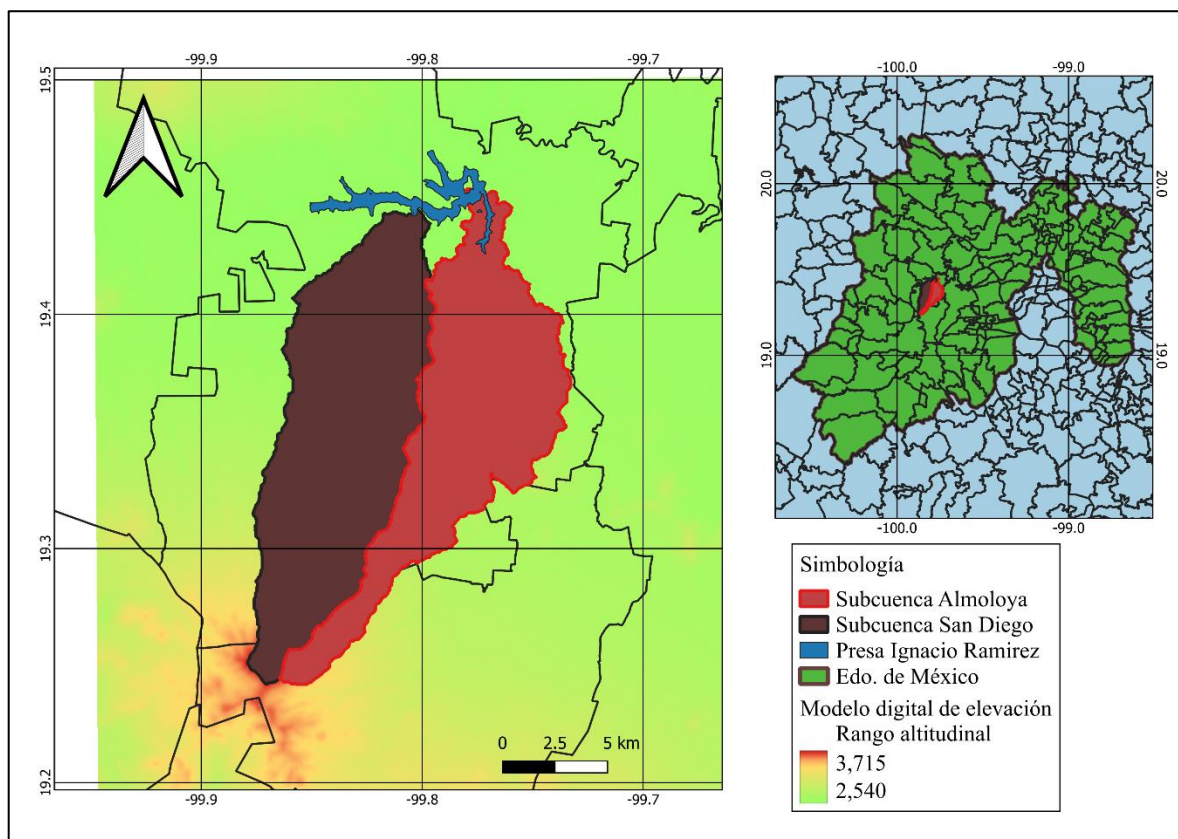 -99.9 -99.8 -99.7
19.5
19.4
19.3
19.2
0 2.5 5 km
-99.9 -99.8 -99.7
-100.0 -99.0
20.0 20.0
19.0 19.0
-100.0 -99.0
Simbología
Subcuenca Almoloya
Subcuenca San Diego
Presa Ignacio Ramirez
Edo. de México
Modelo digital de elevación
Rango altitudinal
3,715
2,540